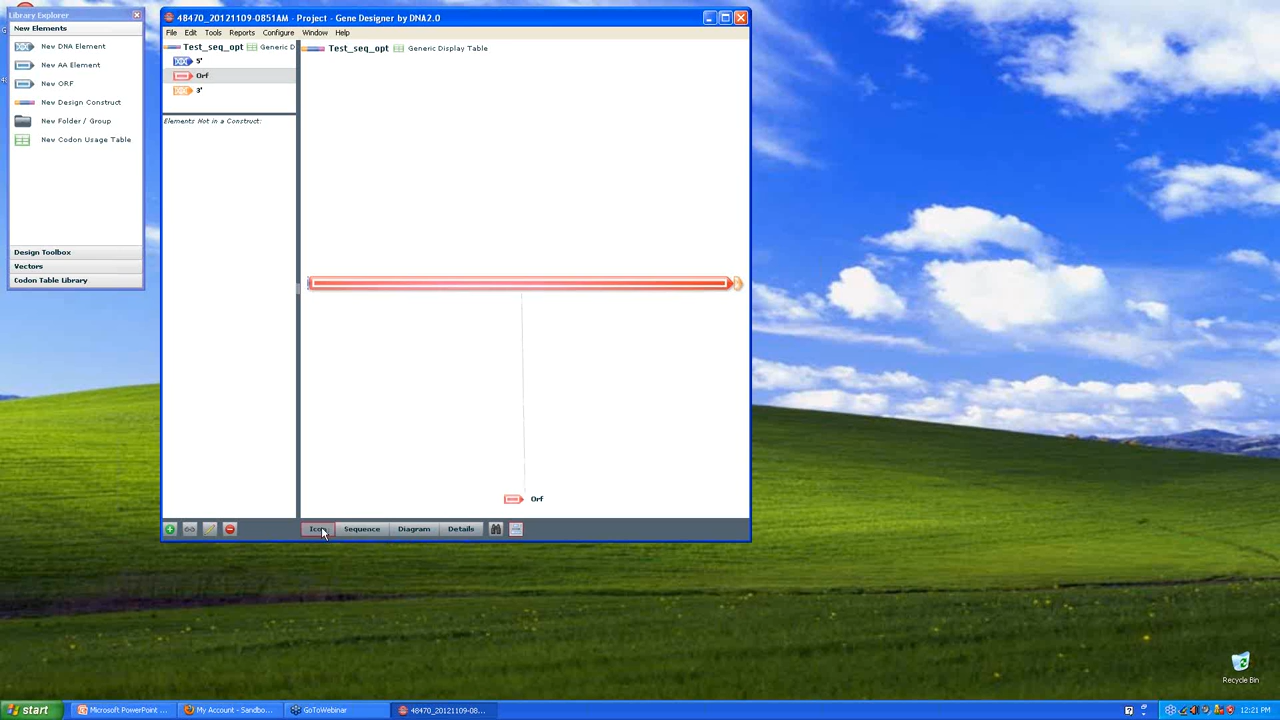 Library Explorer
New Elements
New DNA Element
New AA Element
New ORF
New Design Construct
New Folder / Group
New Codon Usage Table
Design Toolbox
Vectors
Codon Table Library
48470_20121109-0851AM - Project - Gene Designer by DNA2.0
File Edit Tools Reports Configure Window Help
Test_seq_opt Generic D
5'
Orf
3'
Elements Not in a Construct:
Test_seq_opt Generic Display Table
Orf
Icon Sequence Diagram Details
Recycle Bin
start Microsoft PowerPoint ... My Account - Sandbo... GoToWebinar 48470_20121109-08... 12:21 PM